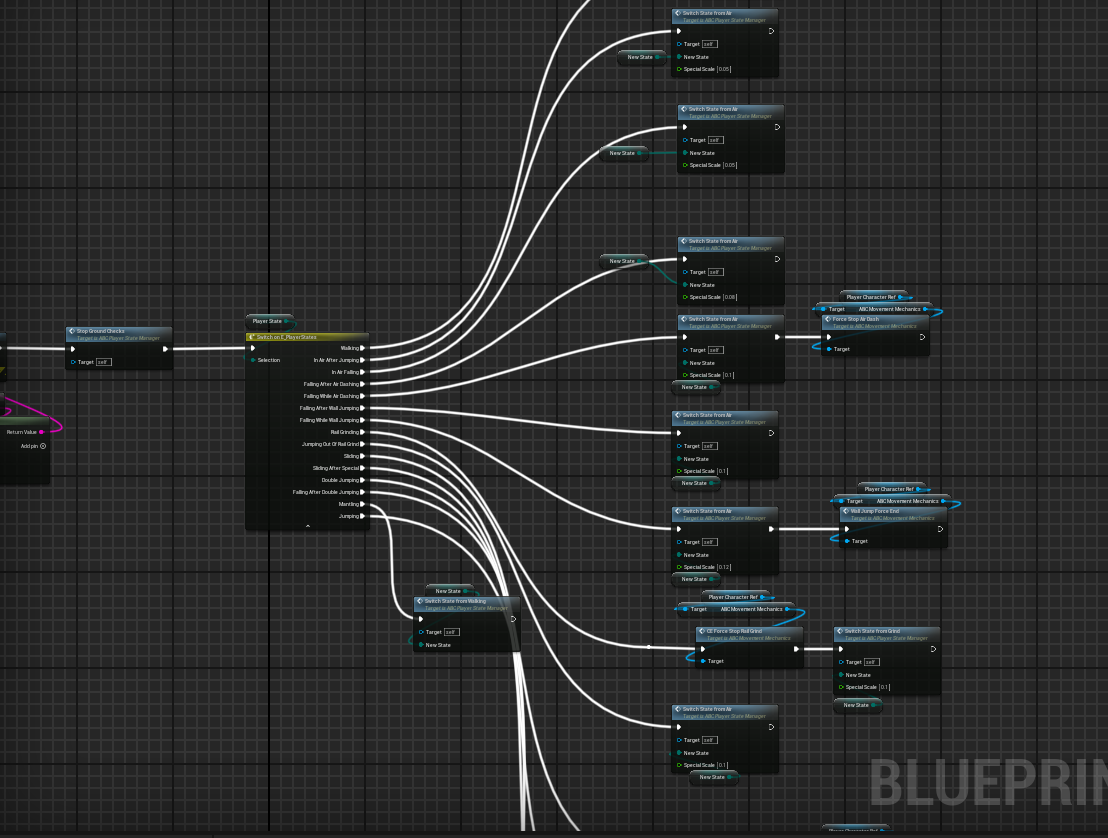 Switch State from Air
Target is ABC Player State Manager
Target self
New State
New State
Special Scale 0.05
Switch State from Air
Target is ABC Player State Manager
Target self
New State
New State
Special Scale 0.05
Switch State from Air
Target is ABC Player State Manager
New State
Target self
New State
Special Scale 0.08
Player Character Ref
Target ABC Movement Mechanics
Force Stop Air Dash
Target is ABC Movement Mechanics
Target
Switch State from Air
Target is ABC Player State Manager
Target self
New State
Special Scale 0.1
New State
Player State
Stop Ground Checks
Target is ABC Player State Manager
Target self
Switch on E_PlayerStates
Selection
Walking
In Air After Jumping
In Air Falling
Falling After Air Dashing
Falling While Air Dashing
Falling After Wall Jumping
Falling While Wall Jumping
Rail Grinding
Jumping Out Of Rail Grind
Sliding
Sliding After Special
Double Jumping
Falling After Double Jumping
Mantling
Jumping
Return Value
Add pin
Switch State from Air
Target is ABC Player State Manager
Target self
New State
Special Scale 0.1
New State
Player Character Ref
Target ABC Movement Mechanics
Switch State from Air
Target is ABC Player State Manager
Target self
New State
Special Scale 0.12
New State
Wall Jump Force End
Target is ABC Movement Mechanics
Target
New State
Switch State from Walking
Target is ABC Player State Manager
Target self
New State
Player Character Ref
Target ABC Movement Mechanics
CE Force Stop Rail Grind
Target is ABC Movement Mechanics
Target
Switch State from Grind
Target is ABC Player State Manager
Target self
New State
Special Scale 0.1
New State
Switch State from Air
Target is ABC Player State Manager
Target self
New State
Special Scale 0.1
New State
BLUEPRIN
Player Character Ref